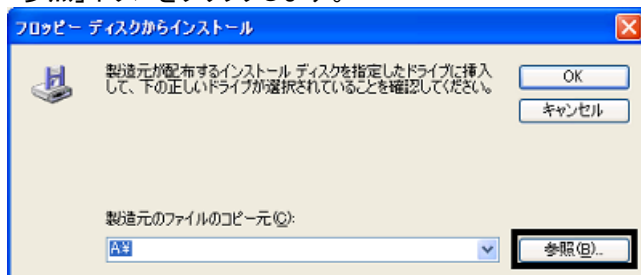 フロッピー ディスクからインストール
製造元が配布するインストール ディスクを指定したドライブに挿入
して、下の正しいドライブが選択されていることを確認してください。
OK
キャンセル
製造元のファイルのコピー元(C):
A¥
参照(B)...